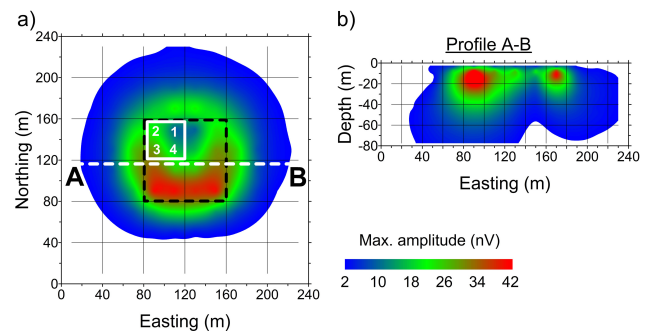 a)
240
200
160
120
80
40
0
Northing (m)
2 1
3 4
A
B
0 40 80 120 160 200 240
Easting (m)
b)
Profile A-B
0
-20
-40
-60
-80
Depth (m)
0 40 80 120 160 200 240
Easting (m)
Max. amplitude (nV)
2 10 18 26 34 42